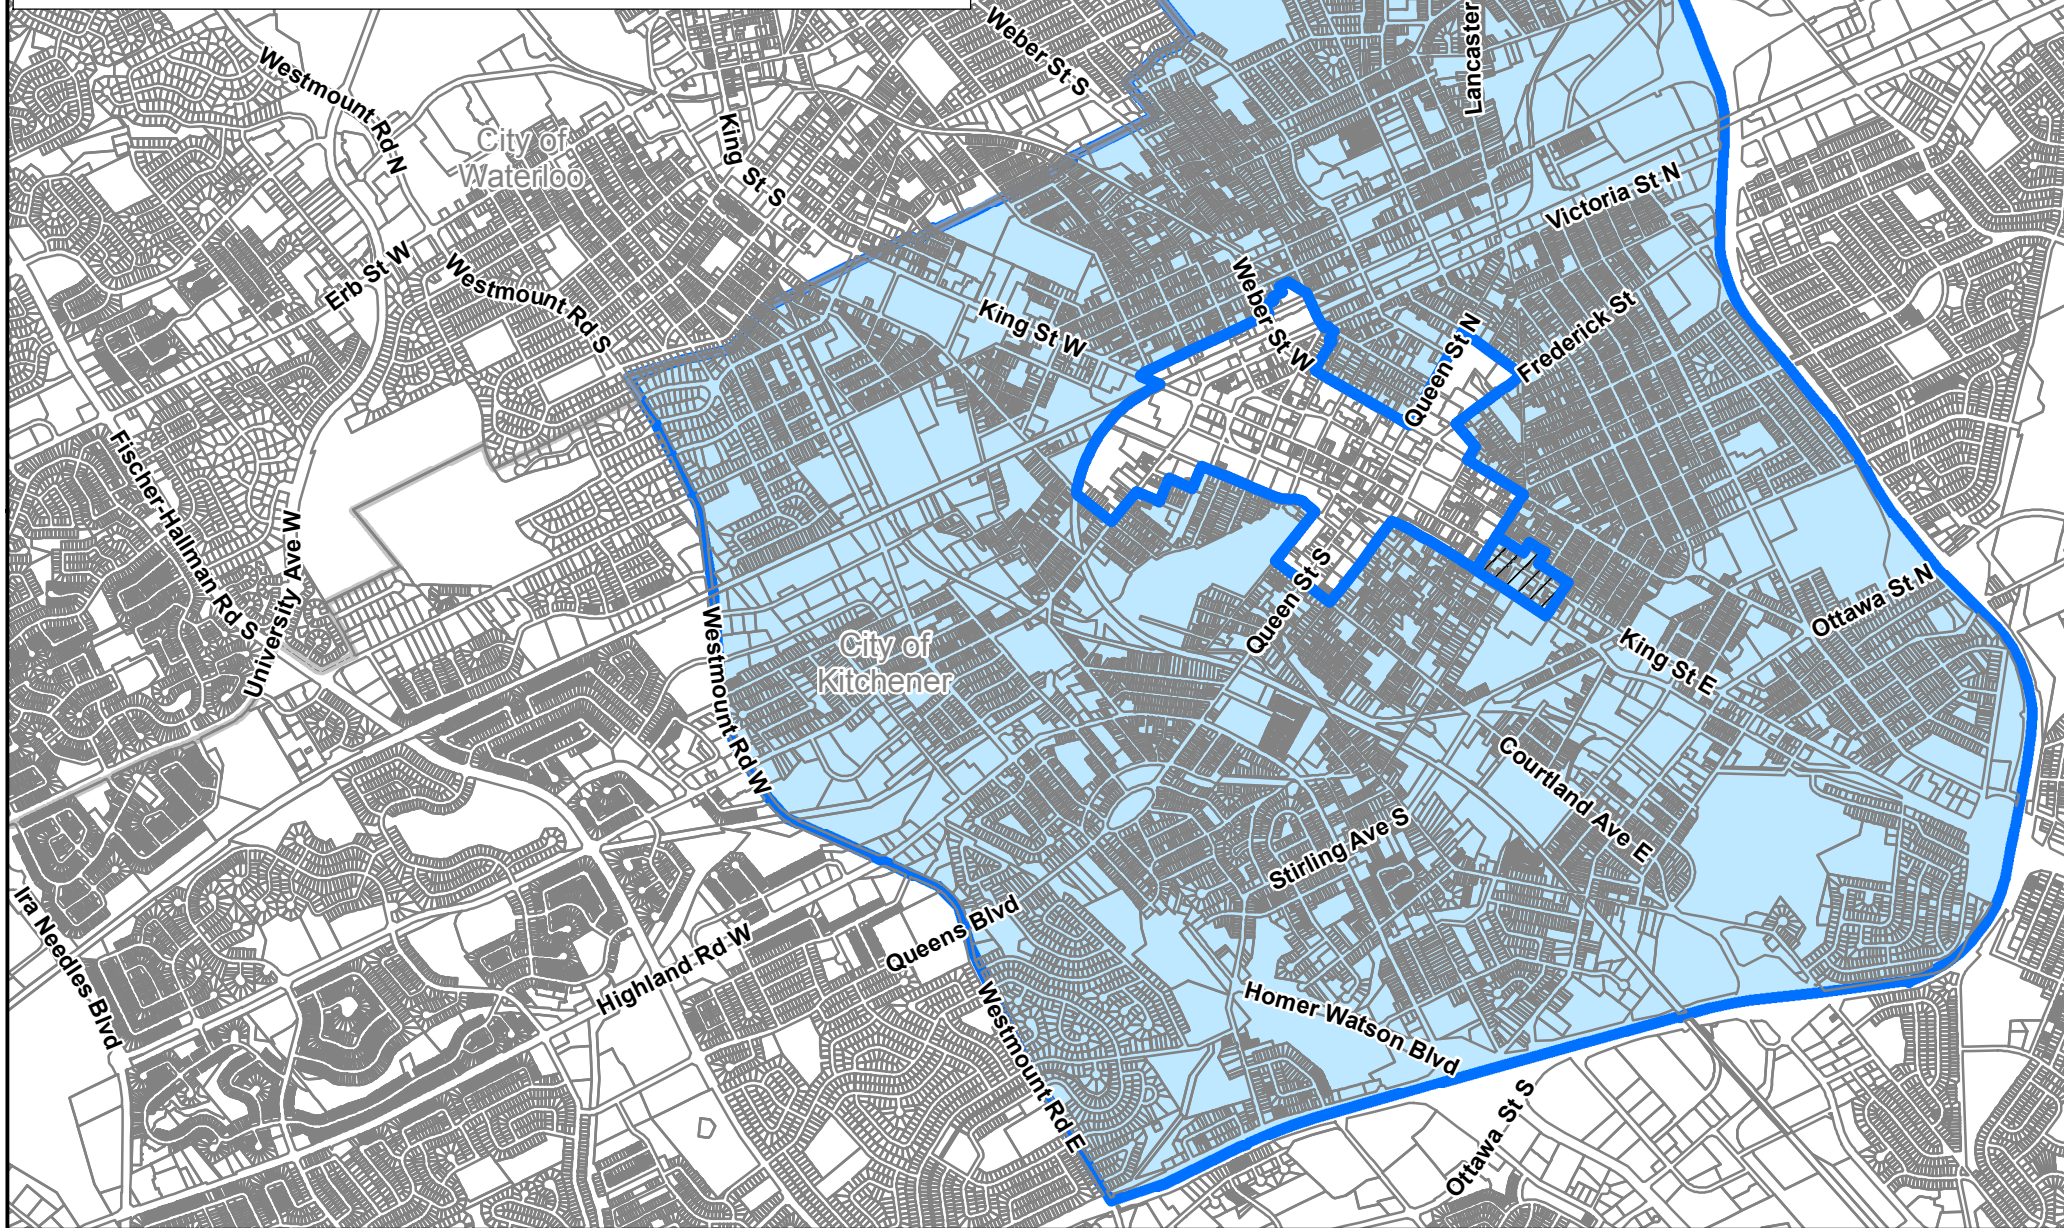 Weber St S
Lancaster
Westmount Rd N
City of
Waterloo
King St S
Victoria St N
Erb St W
Westmount Rd S
King St W
Weber St W
Queen St N
Frederick St
Fischer-Hallman Rd S
University Ave W
Westmount Rd W
City of
Kitchener
Queen St S
King St E
Ottawa St N
Courtland Ave E
Stirling Ave S
Ira Needles Blvd
Highland Rd W
Queens Blvd
Westmount Rd E
Homer Watson Blvd
Ottawa St S